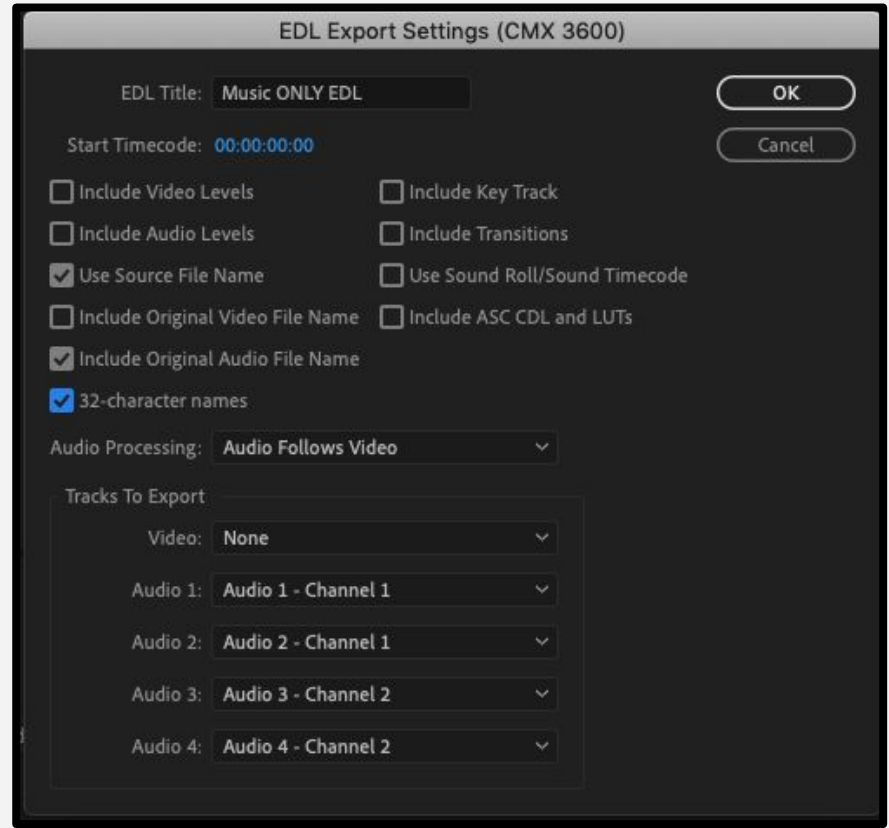 EDL Export Settings (CMX 3600)
EDL Title: Music ONLY EDL
OK
Start Timecode: 00:00:00:00
Cancel
Include Video Levels
Include Key Track
Include Audio Levels
Include Transitions
Use Source File Name
Use Sound Roll/Sound Timecode
Include Original Video File Name
Include ASC CDL and LUTs
Include Original Audio File Name
32-character names
Audio Processing: Audio Follows Video
Tracks To Export
Video: None
Audio 1: Audio 1 - Channel 1
Audio 2: Audio 2 - Channel 1
Audio 3: Audio 3 - Channel 2
Audio 4: Audio 4 - Channel 2